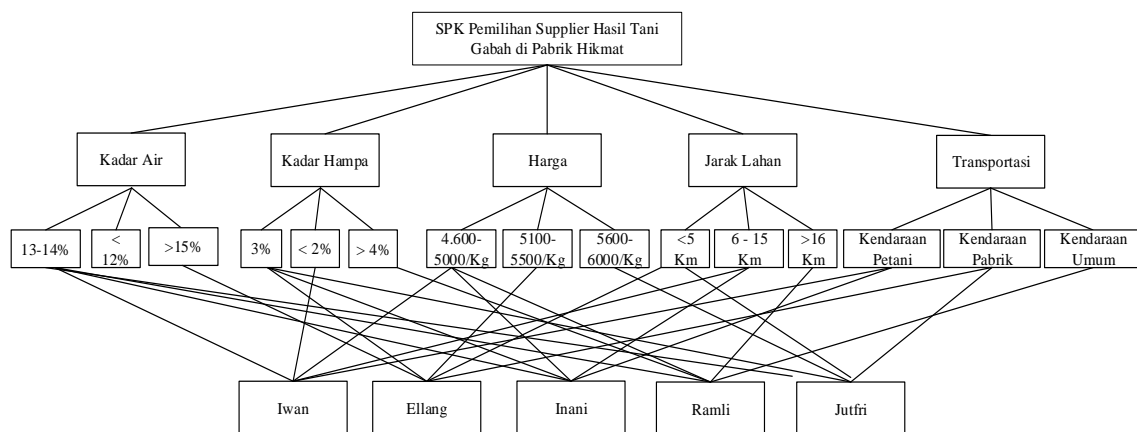 SPK Pemilihan Supplier Hasil Tani
Gabah di Pabrik Hikmat
Kadar Air
Kadar Hampa
Harga
Jarak Lahan
Transportasi
13-14%
<
12%
>15%
3%
< 2%
> 4%
4.600-
5000/Kg
5100-
5500/Kg
5600-
6000/Kg
<5
Km
6 - 15
Km
>16
Km
Kendaraan
Petani
Kendaraan
Pabrik
Kendaraan
Umum
Iwan
Ellang
Inani
Ramli
Jutfri